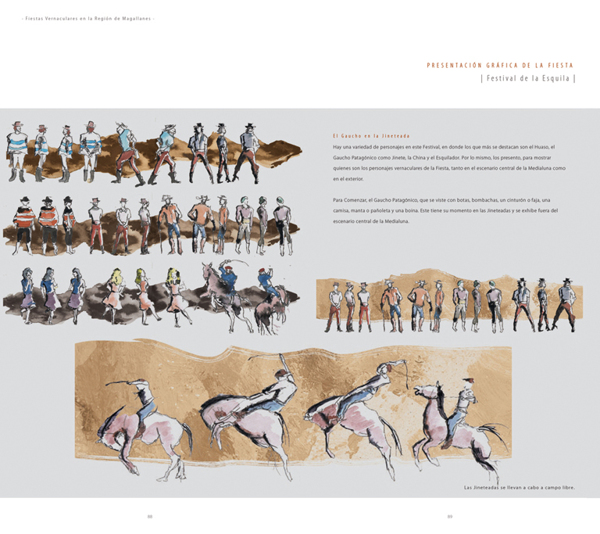 - Fiestas Vernaculares en la Región de Magallanes -
PRESENTACIÓN GRÁFICA DE LA FIESTA
| Festival de la Esquila |
El Gaucho en la Jineteada
Hay una variedad de personajes en este Festival, en donde los que más se destacan son el Huaso, el
Gaucho Patagónico como Jinete, la China y el Esquilador. Por lo mismo, los presento, para mostrar
quienes son los personajes vernaculares de la Fiesta, tanto en el escenario central de la Medialuna como
en el exterior.
Para Comenzar, el Gaucho Patagónico, que se viste con botas, bombachas, un cinturón o faja, una
camisa, manta o pañoleta y una boina. Este tiene su momento en las Jineteadas y se exhibe fuera del
escenario central de la Medialuna.
Las Jineteadas se llevan a cabo a campo libre.